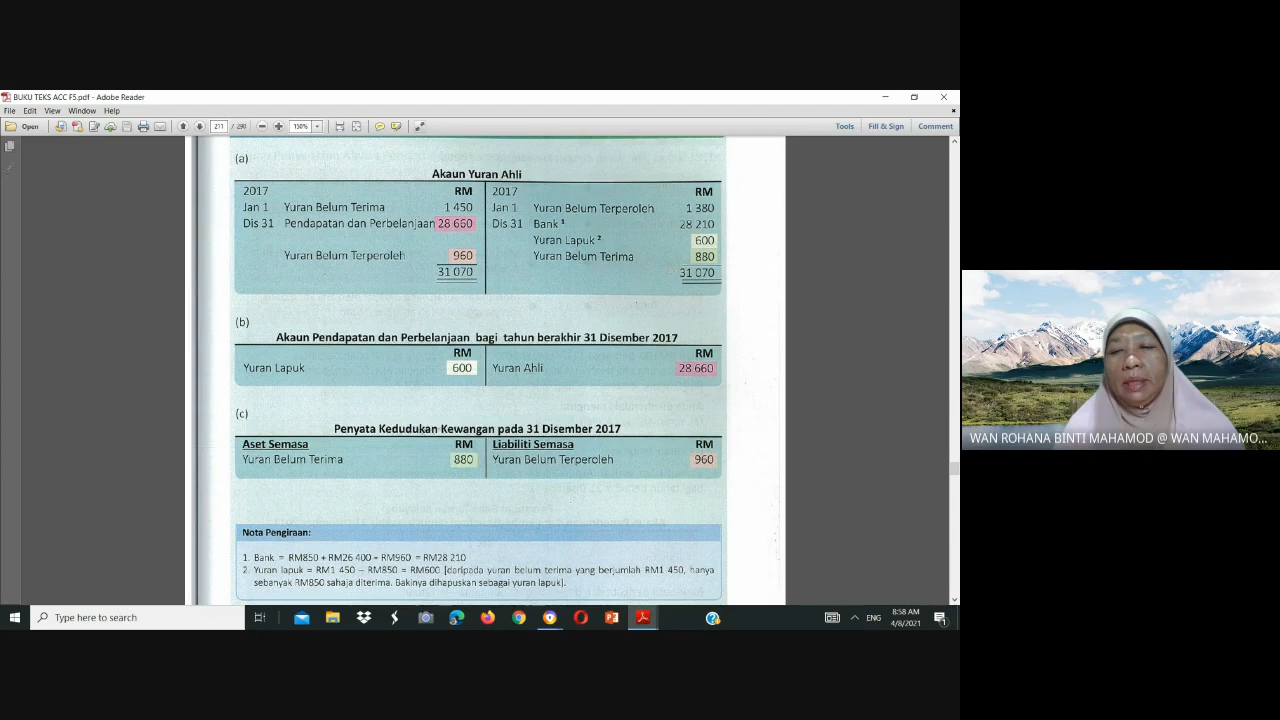 BUKU TEKS ACC F5.pdf - Adobe Reader
File Edit View Window Help
Open 211 / 290 150% Tools Fill & Sign Comment
(a)
Akaun Yuran Ahli
2017 RM 2017 RM
Jan 1 Yuran Belum Terima 1 450 Jan 1 Yuran Belum Terperoleh 1 380
Dis 31 Pendapatan dan Perbelanjaan 28 660 Dis 31 Bank ¹ 28 210
Yuran Lapuk ² 600
Yuran Belum Terperoleh 960 Yuran Belum Terima 880
31 070 31 070
(b)
Akaun Pendapatan dan Perbelanjaan bagi tahun berakhir 31 Disember 2017
RM RM
Yuran Lapuk 600 Yuran Ahli 28 660
(c)
Penyata Kedudukan Kewangan pada 31 Disember 2017
Aset Semasa RM Liabiliti Semasa RM
Yuran Belum Terima 880 Yuran Belum Terperoleh 960
Nota Pengiraan:
1. Bank = RM850 + RM26 400 + RM960 = RM28 210
2. Yuran lapuk = RM1 450 – RM850 = RM600 [daripada yuran belum terima yang berjumlah RM1 450, hanya
sebanyak RM850 sahaja diterima. Bakinya dihapuskan sebagai yuran lapuk].
WAN ROHANA BINTI MAHAMOD @ WAN MAHAMO...
Type here to search
ENG
8:58 AM
4/8/2021
1